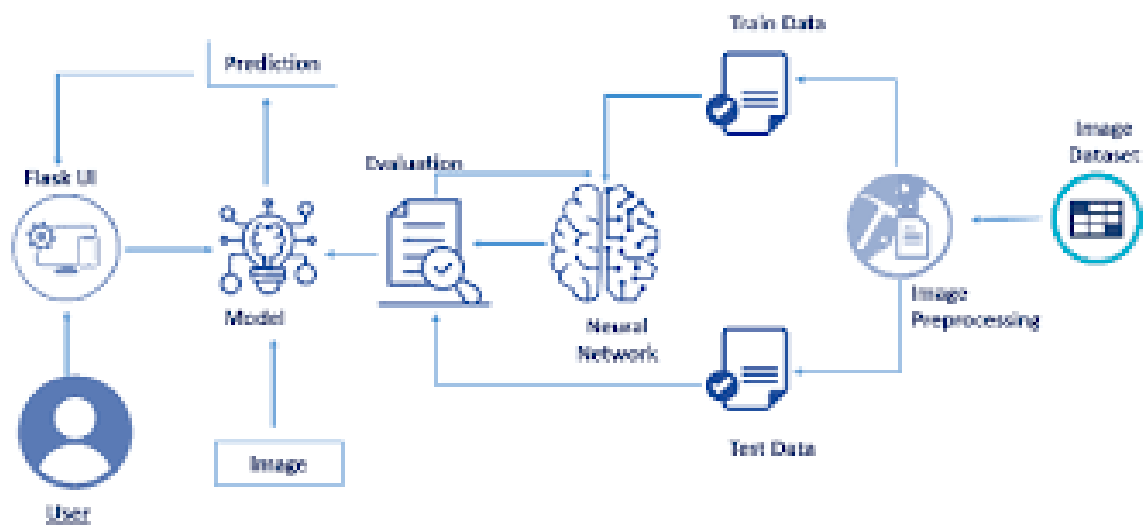 Train Data
Prediction
Image
Dataset
Evaluation
Flask UI
Image
Preprocessing
Model
Neural
Network
Test Data
Image
User